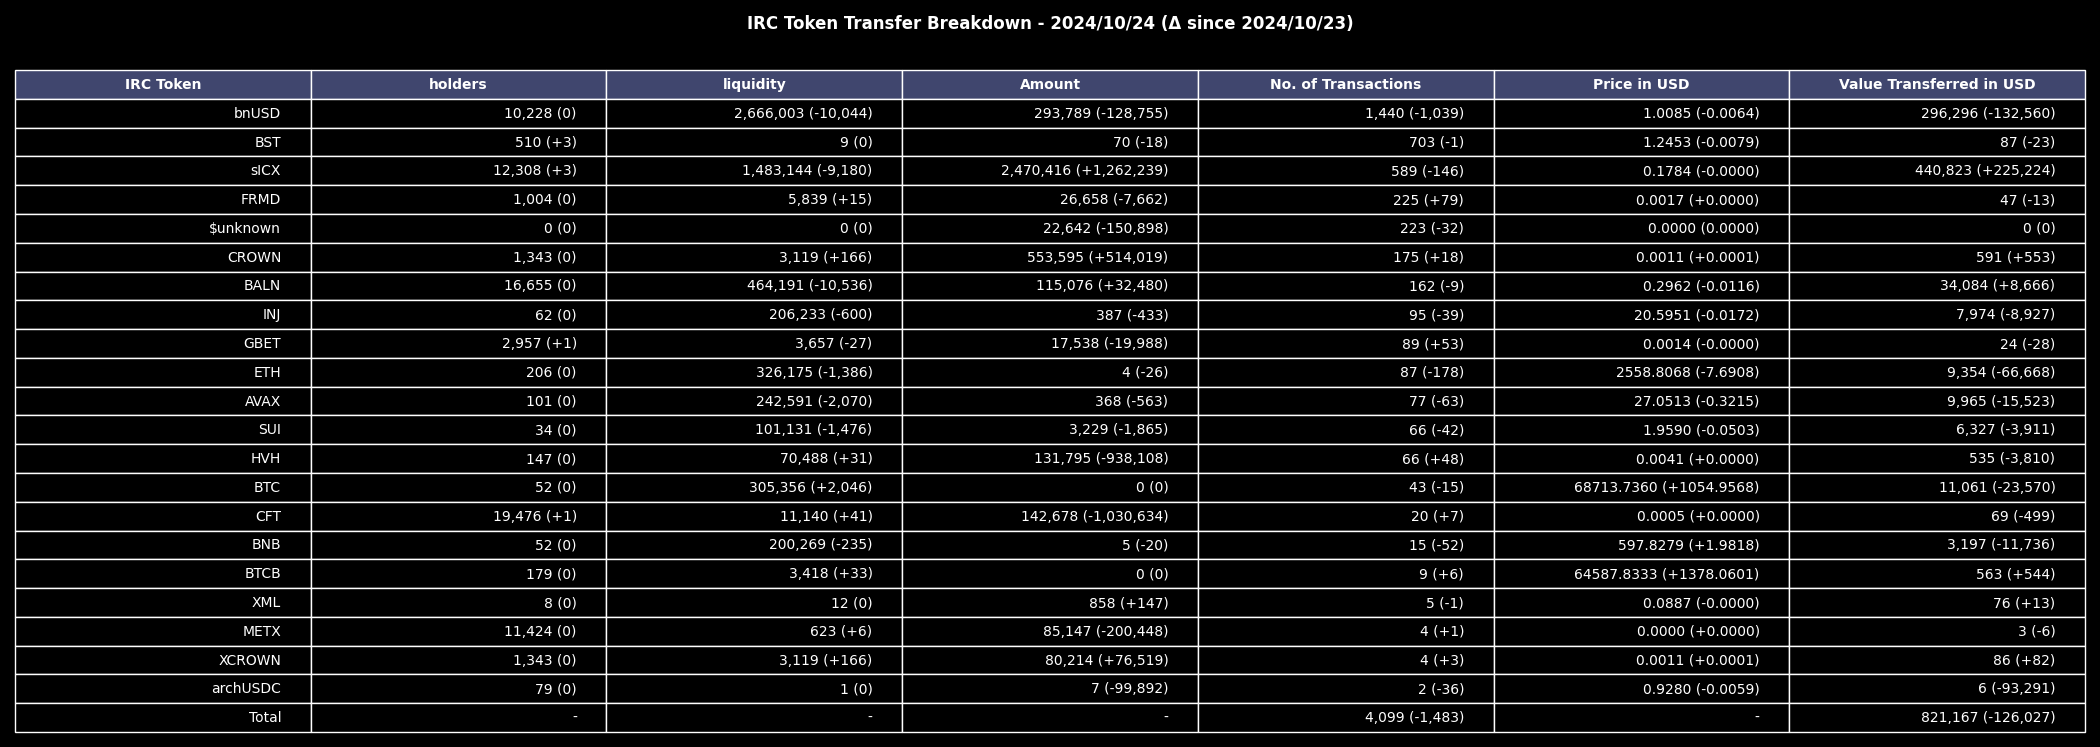 IRC Token Transfer Breakdown - 2024/10/24 (Δ since 2024/10/23)
IRC Token holders liquidity Amount No. of Transactions Price in USD Value Transferred in USD
bnUSD 10,228 (0) 2,666,003 (-10,044) 293,789 (-128,755) 1,440 (-1,039) 1.0085 (-0.0064) 296,296 (-132,560)
BST 510 (+3) 9 (0) 70 (-18) 703 (-1) 1.2453 (-0.0079) 87 (-23)
sICX 12,308 (+3) 1,483,144 (-9,180) 2,470,416 (+1,262,239) 589 (-146) 0.1784 (-0.0000) 440,823 (+225,224)
FRMD 1,004 (0) 5,839 (+15) 26,658 (-7,662) 225 (+79) 0.0017 (+0.0000) 47 (-13)
$unknown 0 (0) 0 (0) 22,642 (-150,898) 223 (-32) 0.0000 (0.0000) 0 (0)
CROWN 1,343 (0) 3,119 (+166) 553,595 (+514,019) 175 (+18) 0.0011 (+0.0001) 591 (+553)
BALN 16,655 (0) 464,191 (-10,536) 115,076 (+32,480) 162 (-9) 0.2962 (-0.0116) 34,084 (+8,666)
INJ 62 (0) 206,233 (-600) 387 (-433) 95 (-39) 20.5951 (-0.0172) 7,974 (-8,927)
GBET 2,957 (+1) 3,657 (-27) 17,538 (-19,988) 89 (+53) 0.0014 (-0.0000) 24 (-28)
ETH 206 (0) 326,175 (-1,386) 4 (-26) 87 (-178) 2558.8068 (-7.6908) 9,354 (-66,668)
AVAX 101 (0) 242,591 (-2,070) 368 (-563) 77 (-63) 27.0513 (-0.3215) 9,965 (-15,523)
SUI 34 (0) 101,131 (-1,476) 3,229 (-1,865) 66 (-42) 1.9590 (-0.0503) 6,327 (-3,911)
HVH 147 (0) 70,488 (+31) 131,795 (-938,108) 66 (+48) 0.0041 (+0.0000) 535 (-3,810)
BTC 52 (0) 305,356 (+2,046) 0 (0) 43 (-15) 68713.7360 (+1054.9568) 11,061 (-23,570)
CFT 19,476 (+1) 11,140 (+41) 142,678 (-1,030,634) 20 (+7) 0.0005 (+0.0000) 69 (-499)
BNB 52 (0) 200,269 (-235) 5 (-20) 15 (-52) 597.8279 (+1.9818) 3,197 (-11,736)
BTCB 179 (0) 3,418 (+33) 0 (0) 9 (+6) 64587.8333 (+1378.0601) 563 (+544)
XML 8 (0) 12 (0) 858 (+147) 5 (-1) 0.0887 (-0.0000) 76 (+13)
METX 11,424 (0) 623 (+6) 85,147 (-200,448) 4 (+1) 0.0000 (+0.0000) 3 (-6)
XCROWN 1,343 (0) 3,119 (+166) 80,214 (+76,519) 4 (+3) 0.0011 (+0.0001) 86 (+82)
archUSDC 79 (0) 1 (0) 7 (-99,892) 2 (-36) 0.9280 (-0.0059) 6 (-93,291)
Total - - - 4,099 (-1,483) - 821,167 (-126,027)